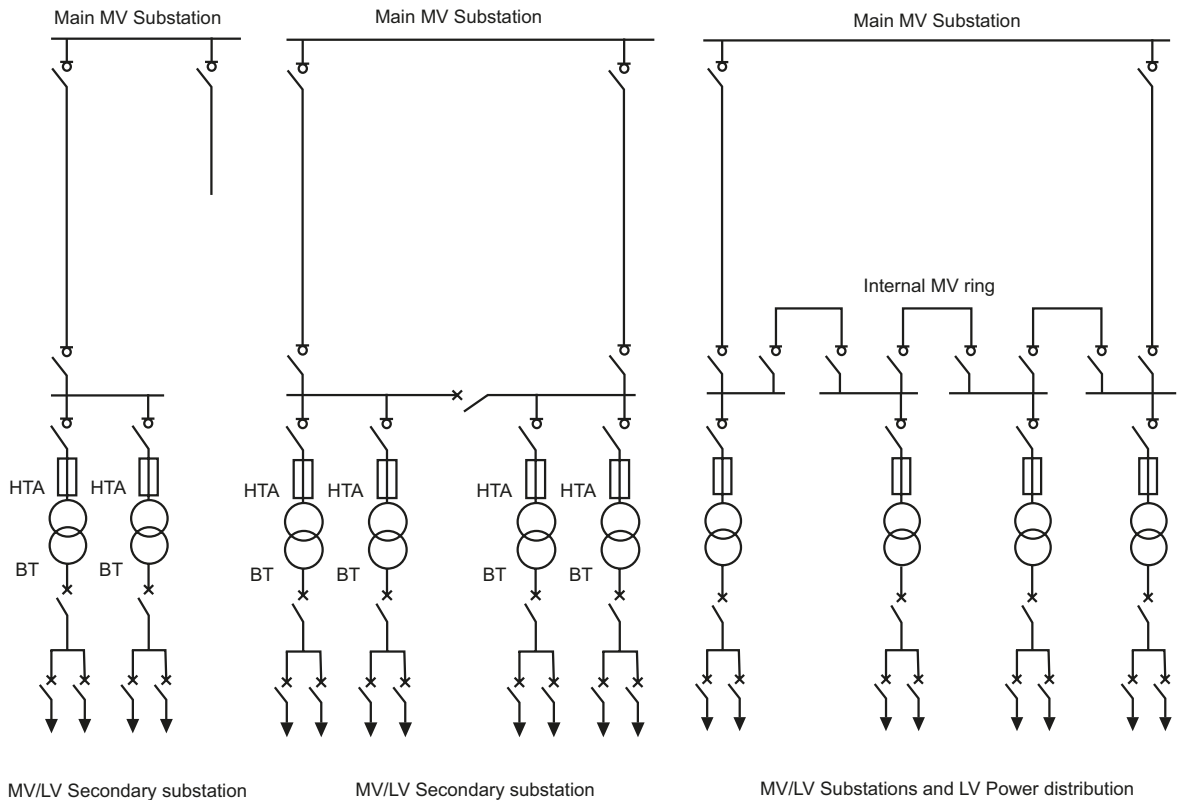 Main MV Substation
Main MV Substation
Main MV Substation
Internal MV ring
HTA
HTA
HTA
HTA
HTA
HTA
BT
BT
BT
BT
BT
BT
MV/LV Secondary substation
MV/LV Secondary substation
MV/LV Substations and LV Power distribution